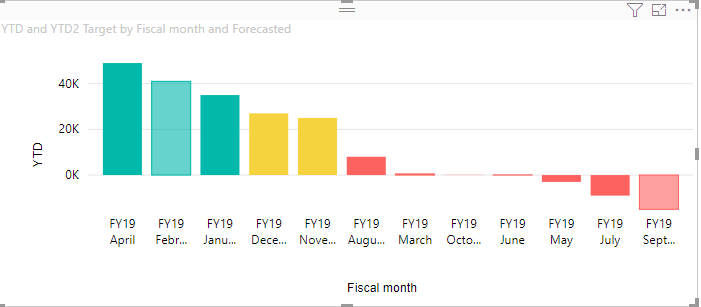 YTD and YTD2 Target by Fiscal month and Forecasted
40K
20K
0K
YTD
FY19 FY19 FY19 FY19 FY19 FY19 FY19 FY19 FY19 FY19 FY19 FY19
April Febr... Janu... Dece... Nove... Augu... March Octo... June May July Sept...
Fiscal month